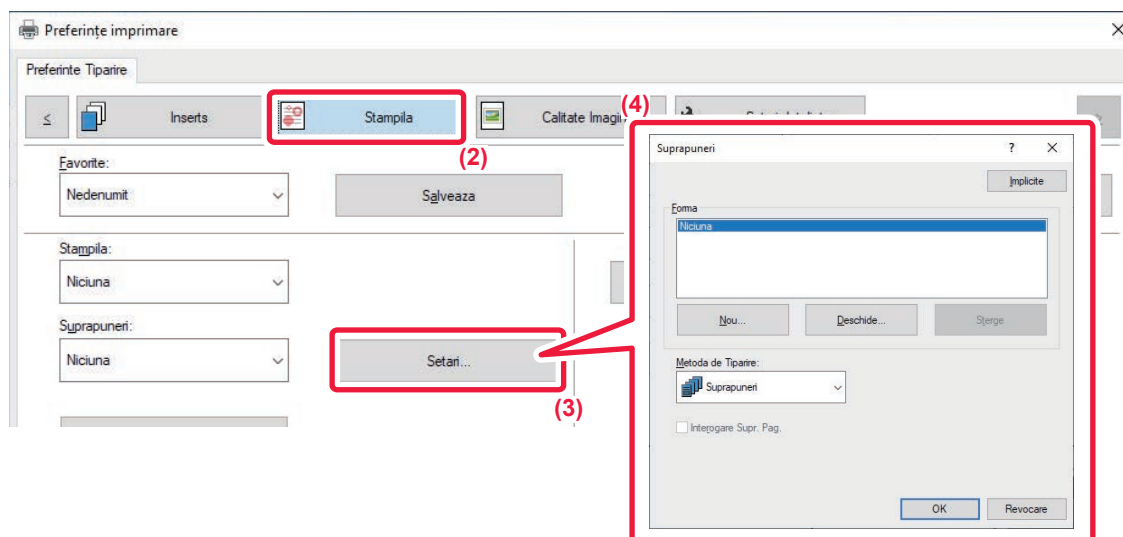 Preferințe imprimare
Preferinte Tiparire
<
Inserts
Stampila
Calitate Imagin
(2)
(4)
Favorite:
Nedenumit
Salveaza
Stampila:
Niciuna
Suprapuneri:
Niciuna
Setari...
(3)
Suprapuneri
?
Implicite
Forma
Niciuna
Nou...
Deschide...
Sterge
Metoda de Tiparire:
Suprapuneri
Interogare Supr. Pag.
OK
Revocare